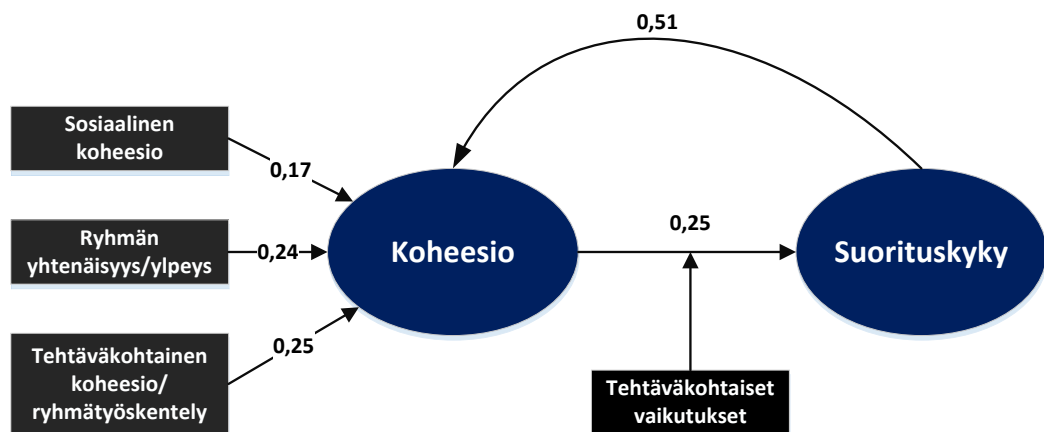 0,51
Sosiaalinen
koheesio
0,17
Ryhmän
yhtenäisyys/ylpeys
0,24
Koheesio
0,25
Suorituskyky
Tehtäväkohtainen
koheesio/
ryhmätyöskentely
0,25
Tehtäväkohtaiset
vaikutukset